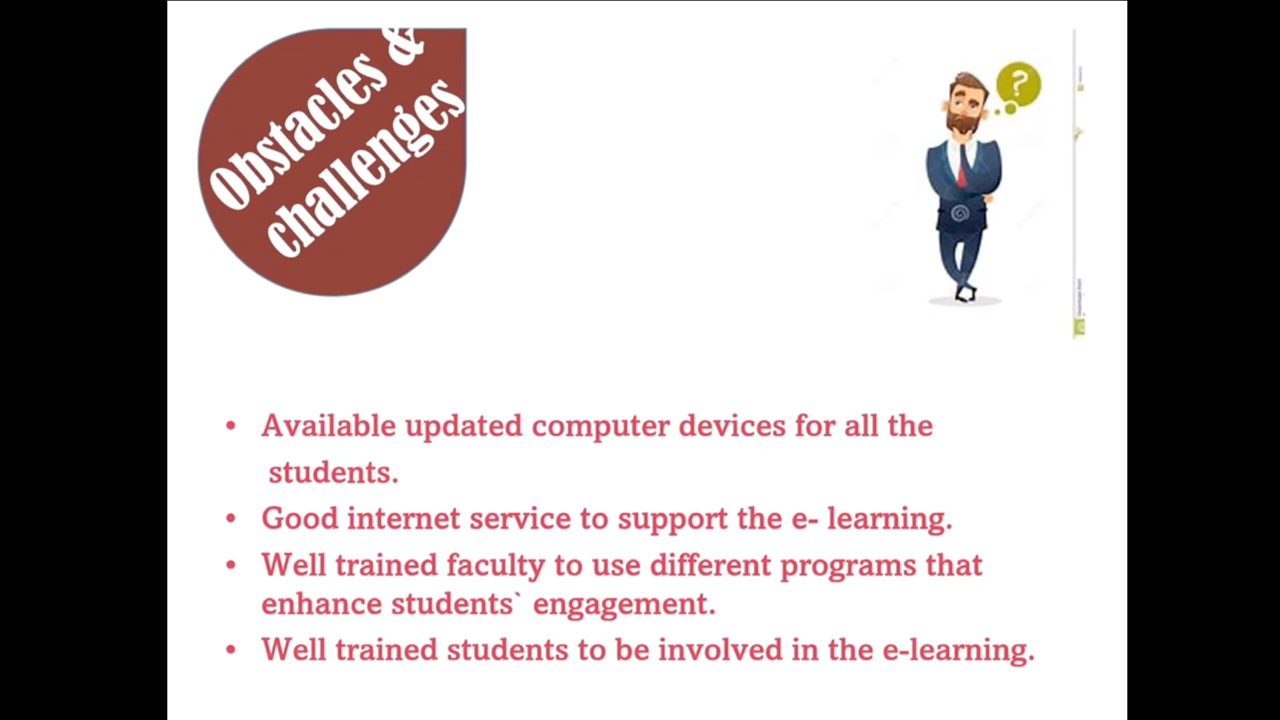 Obstacles &
challenges
?
• Available updated computer devices for all the
students.
• Good internet service to support the e- learning.
• Well trained faculty to use different programs that
enhance students` engagement.
• Well trained students to be involved in the e-learning.